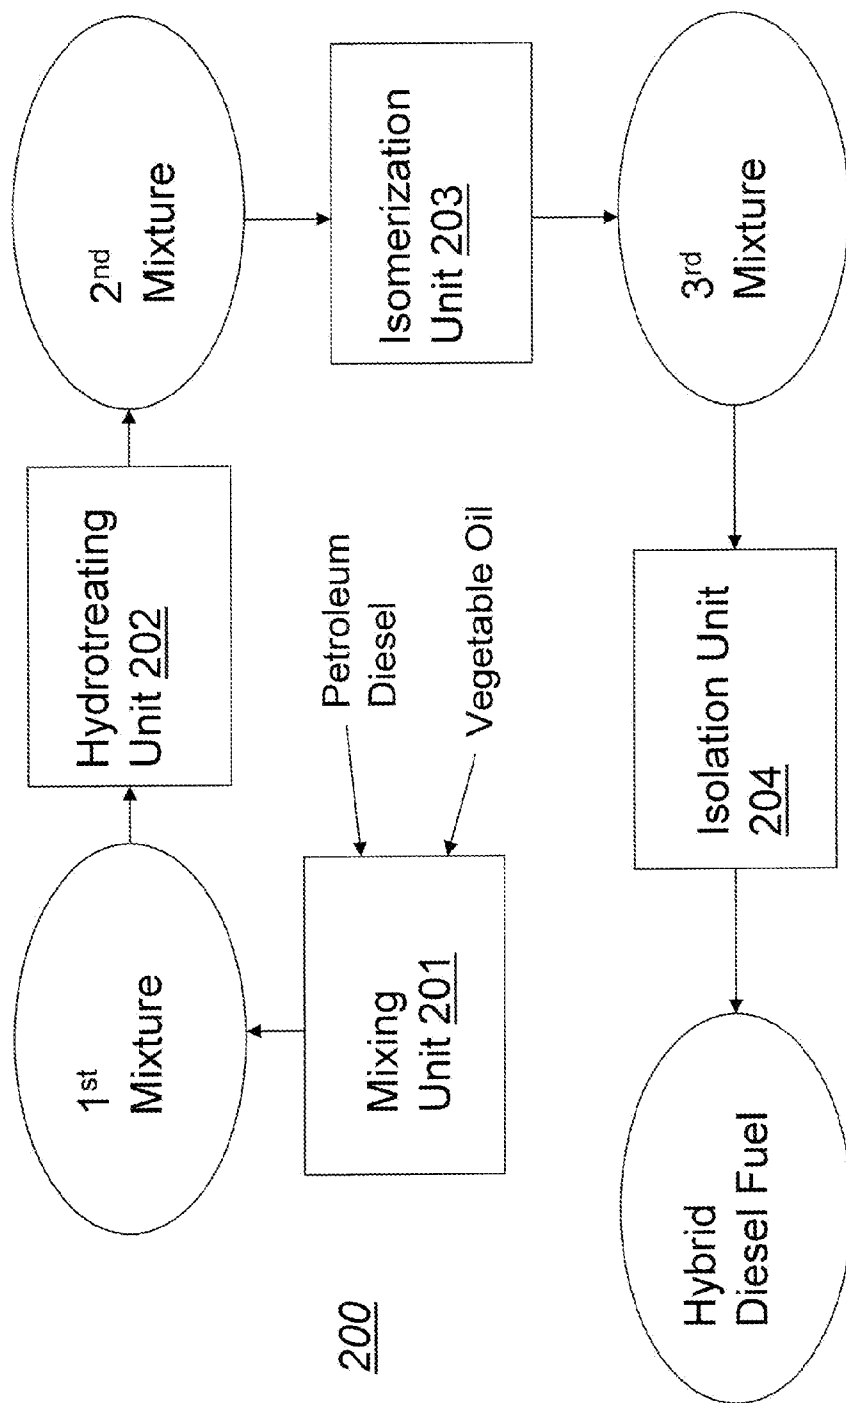 1st
Mixture
Hydrotreating
Unit 202
2nd
Mixture
Mixing
Unit 201
Petroleum
Diesel
Vegetable Oil
Isomerization
Unit 203
200
Hybrid
Diesel Fuel
Isolation Unit
204
3rd
Mixture